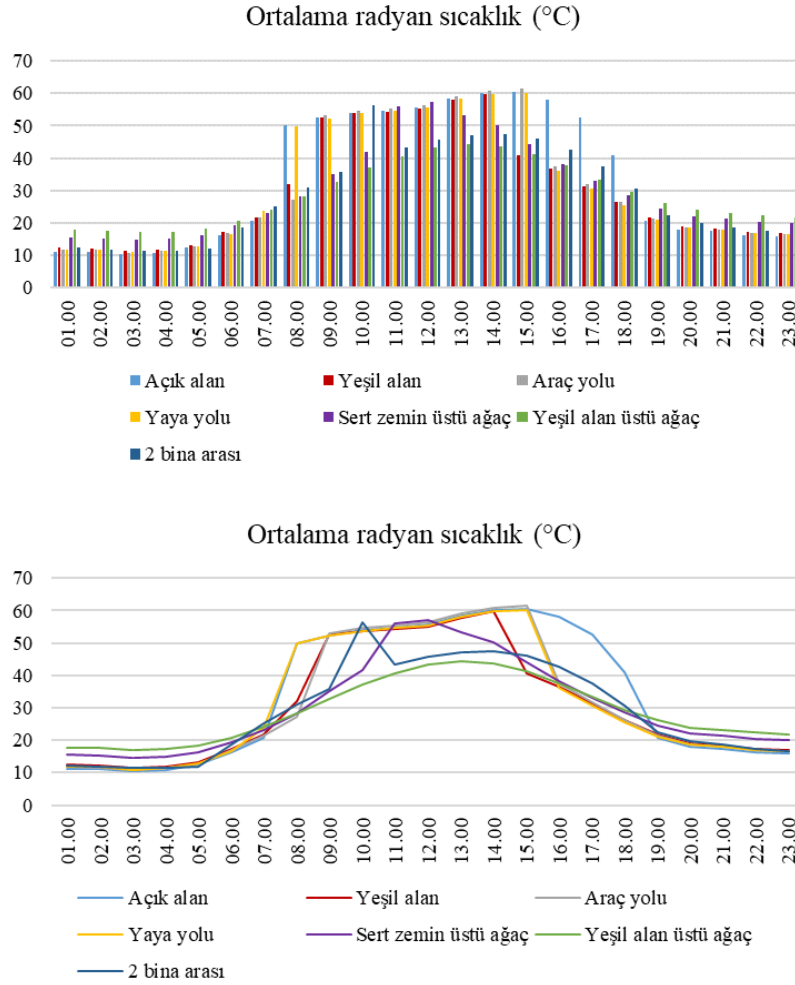 Ortalama radyan sıcaklık (°C)
70
60
50
40
30
20
10
0
01.00 02.00 03.00 04.00 05.00 06.00 07.00 08.00 09.00 10.00 11.00 12.00 13.00 14.00 15.00 16.00 17.00 18.00 19.00 20.00 21.00 22.00 23.00
Açık alan Yeşil alan Araç yolu
Yaya yolu Sert zemin üstü ağaç Yeşil alan üstü ağaç
2 bina arası
Ortalama radyan sıcaklık (°C)
70
60
50
40
30
20
10
0
01.00 02.00 03.00 04.00 05.00 06.00 07.00 08.00 09.00 10.00 11.00 12.00 13.00 14.00 15.00 16.00 17.00 18.00 19.00 20.00 21.00 22.00 23.00
Açık alan Yeşil alan Araç yolu
Yaya yolu Sert zemin üstü ağaç Yeşil alan üstü ağaç
2 bina arası